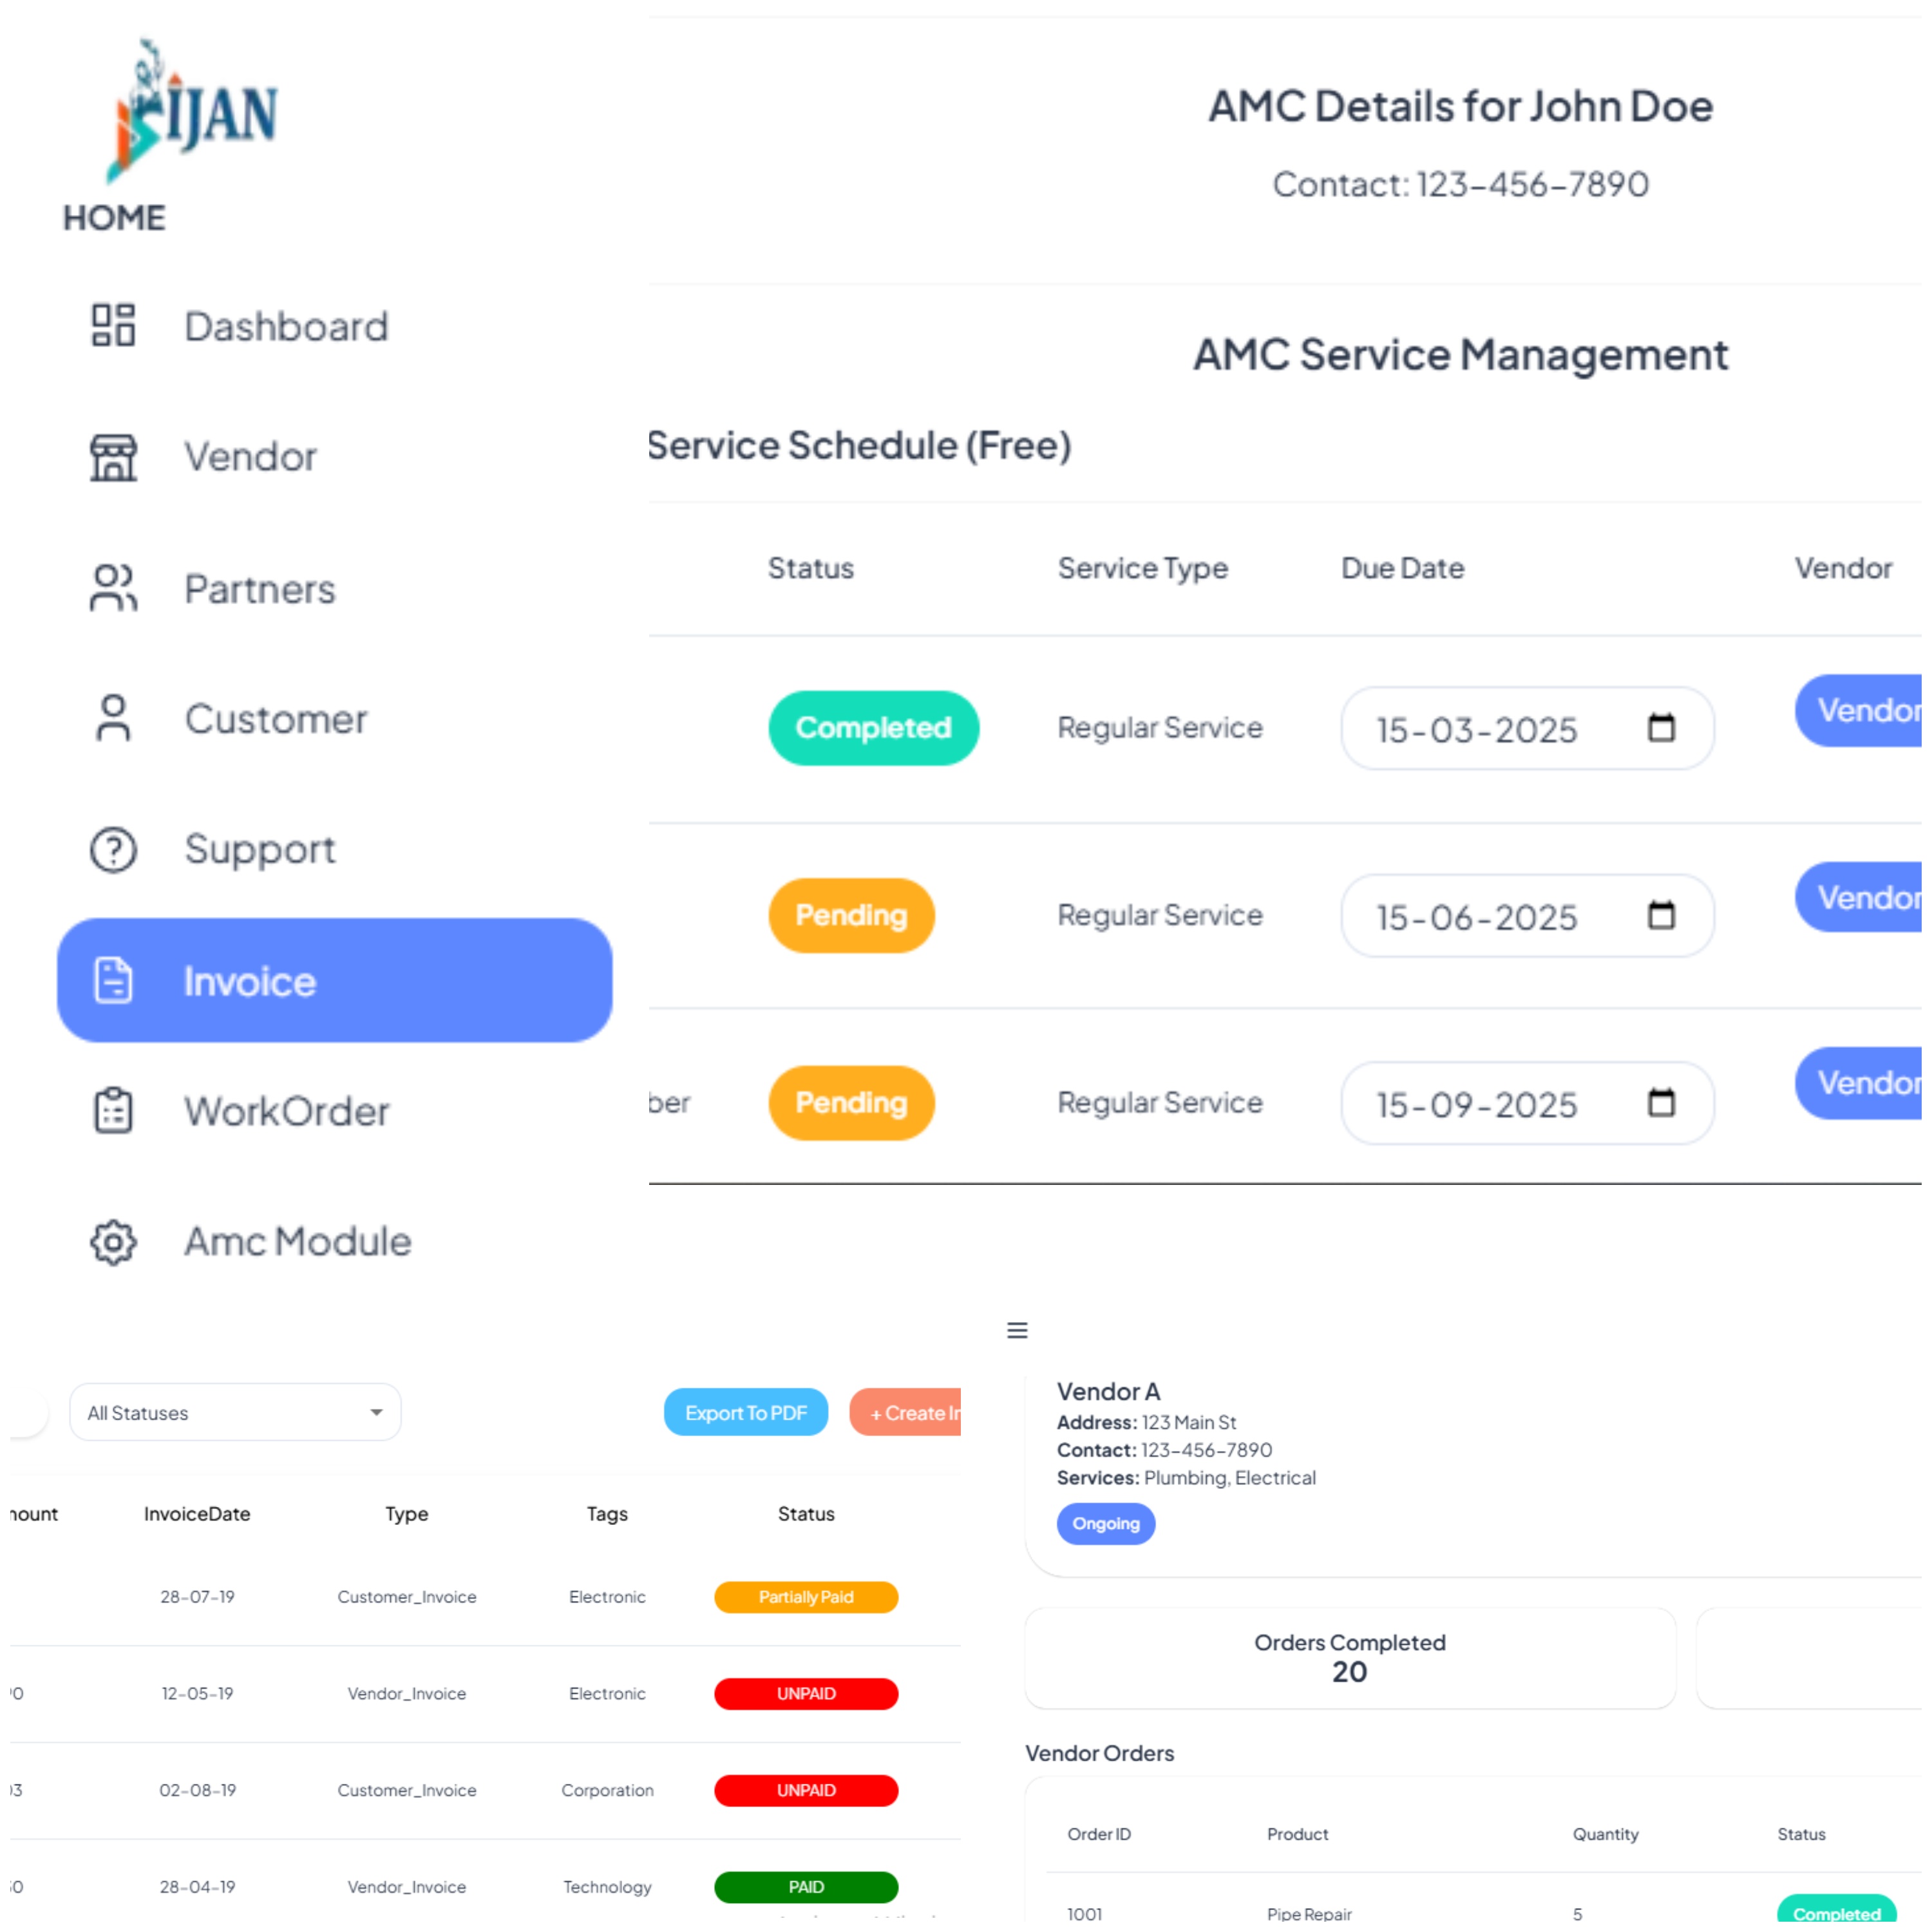 IJAN
HOME
Dashboard
Vendor
Partners
Customer
Support
Invoice
WorkOrder
Amc Module
AMC Details for John Doe
Contact: 123-456-7890
AMC Service Management
Service Schedule (Free)
Status Service Type Due Date Vendor
Completed Regular Service 15-03-2025 Vendor
Pending Regular Service 15-06-2025 Vendor
ber Pending Regular Service 15-09-2025 Vendor
All Statuses Export To PDF + Create In
nount InvoiceDate Type Tags Status
28-07-19 Customer_Invoice Electronic Partially Paid
0 12-05-19 Vendor_Invoice Electronic UNPAID
3 02-08-19 Customer_Invoice Corporation UNPAID
0 28-04-19 Vendor_Invoice Technology PAID
Vendor A
Address: 123 Main St
Contact: 123-456-7890
Services: Plumbing, Electrical
Ongoing
Orders Completed
20
Vendor Orders
Order ID Product Quantity Status
1001 Pipe Repair 5 Completed